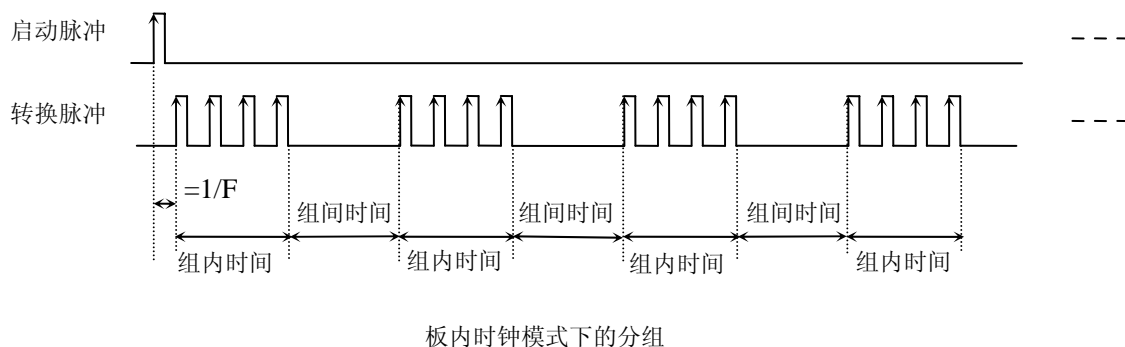 启动脉冲
转换脉冲
=1/F
组间时间 组间时间 组间时间
组内时间 组内时间 组内时间 组内时间
板内时钟模式下的分组